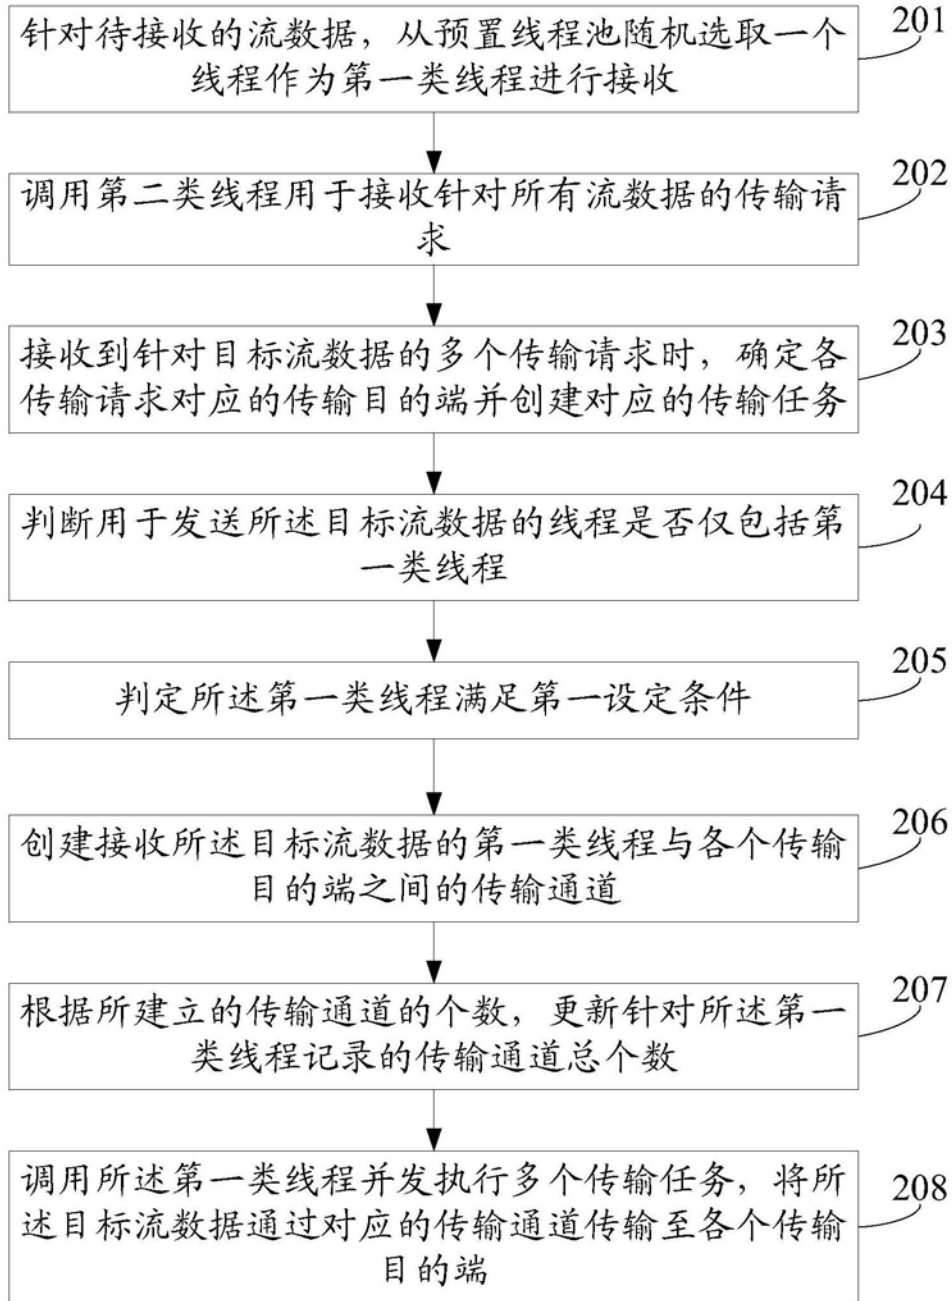 针对待接收的流数据，从预置线程池随机选取一个
线程作为第一类线程进行接收
201
调用第二类线程用于接收针对所有流数据的传输请
求
202
接收到针对目标流数据的多个传输请求时，确定各
传输请求对应的传输目的端并创建对应的传输任务
203
判断用于发送所述目标流数据的线程是否仅包括第
一类线程
204
判定所述第一类线程满足第一设定条件
205
创建接收所述目标流数据的第一类线程与各个传输
目的端之间的传输通道
206
根据所建立的传输通道的个数，更新针对所述第一
类线程记录的传输通道总个数
207
调用所述第一类线程并发执行多个传输任务，将所
述目标流数据通过对应的传输通道传输至各个传输
目的端
208